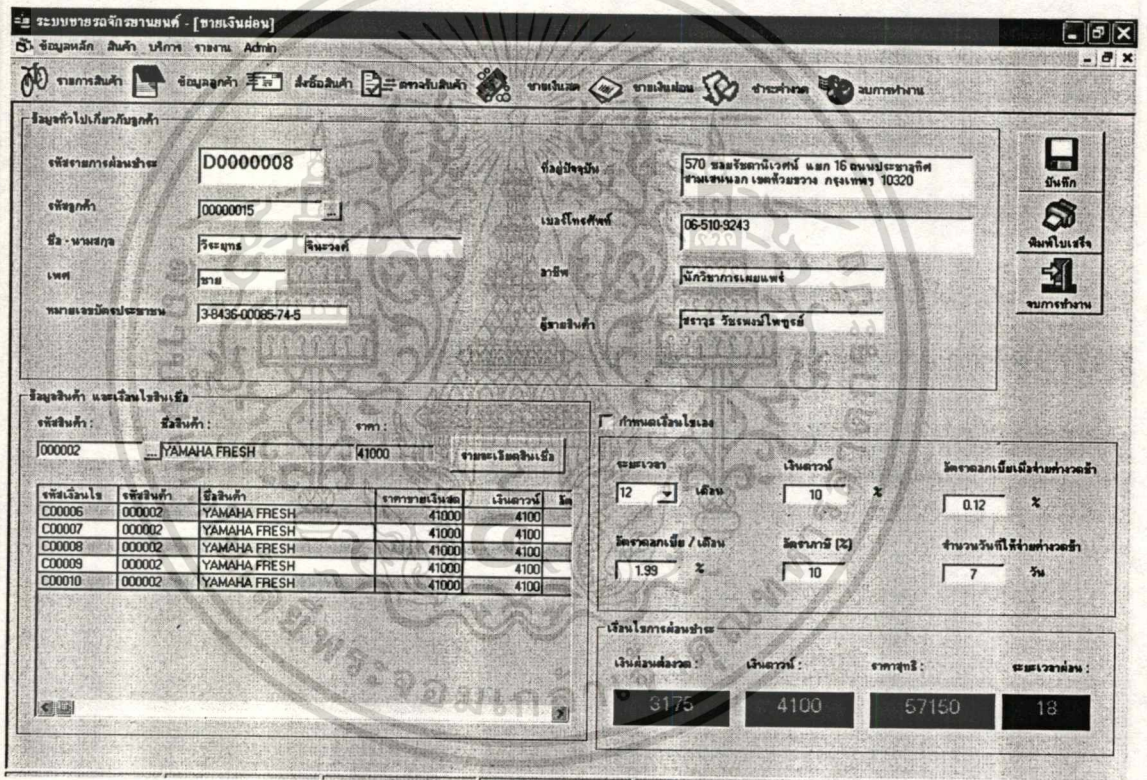 ระบบขายรถจักรยานยนต์ - [ขายเงินผ่อน]
ข้อมูลหลัก สินค้า บริการ รายงาน Admin
รายการสินค้า ข้อมูลลูกค้า สั่งซื้อสินค้า ตรวจรับสินค้า ขายเงินสด ขายเงินผ่อน ชำระค่างวด จบการทำงาน
ข้อมูลทั่วไปเกี่ยวกับลูกค้า
รหัสรายการผ่อนชำระ D0000008
รหัสลูกค้า 00000015 ...
ชื่อ - นามสกุล วีระยุทธ จินะวงค์
เพศ ชาย
หมายเลขบัตรประชาชน 3-8436-00085-74-5
ที่อยู่ปัจจุบัน 570 ซอยรัชดานิเวศน์ แยก 16 ถนนประชาอุทิศ
สามเสนนอก เขตห้วยขวาง กรุงเทพฯ 10320
เบอร์โทรศัพท์ 06-510-9243
อาชีพ นักวิชาการเผยแพร่
ผู้ขายสินค้า สราวุธ วัชรพงษ์ไพฑูรย์
บันทึก
พิมพ์ใบเสร็จ
จบการทำงาน
ข้อมูลสินค้า และเงื่อนไขสินเชื่อ
รหัสสินค้า : ชื่อสินค้า : ราคา :
000002 ... YAMAHA FRESH 41000 รายละเอียดสินเชื่อ
รหัสเงื่อนไข รหัสสินค้า ชื่อสินค้า ราคาขายเงินสด เงินดาวน์ อัต
C00006 000002 YAMAHA FRESH 41000 4100
C00007 000002 YAMAHA FRESH 41000 4100
C00008 000002 YAMAHA FRESH 41000 4100
C00009 000002 YAMAHA FRESH 41000 4100
C00010 000002 YAMAHA FRESH 41000 4100
กำหนดเงื่อนไขเอง
ระยะเวลา เงินดาวน์ อัตราดอกเบี้ยเมื่อจ่ายค่างวดช้า
12 เดือน 10 % 0.12 %
อัตราดอกเบี้ย / เดือน อัตราภาษี (%) จำนวนวันที่ให้จ่ายค่างวดช้า
1.99 % 10 7 วัน
เงื่อนไขการผ่อนชำระ
เงินผ่อนต่องวด : เงินดาวน์ : ราคาสุทธิ : ระยะเวลาผ่อน :
3175 4100 57150 18